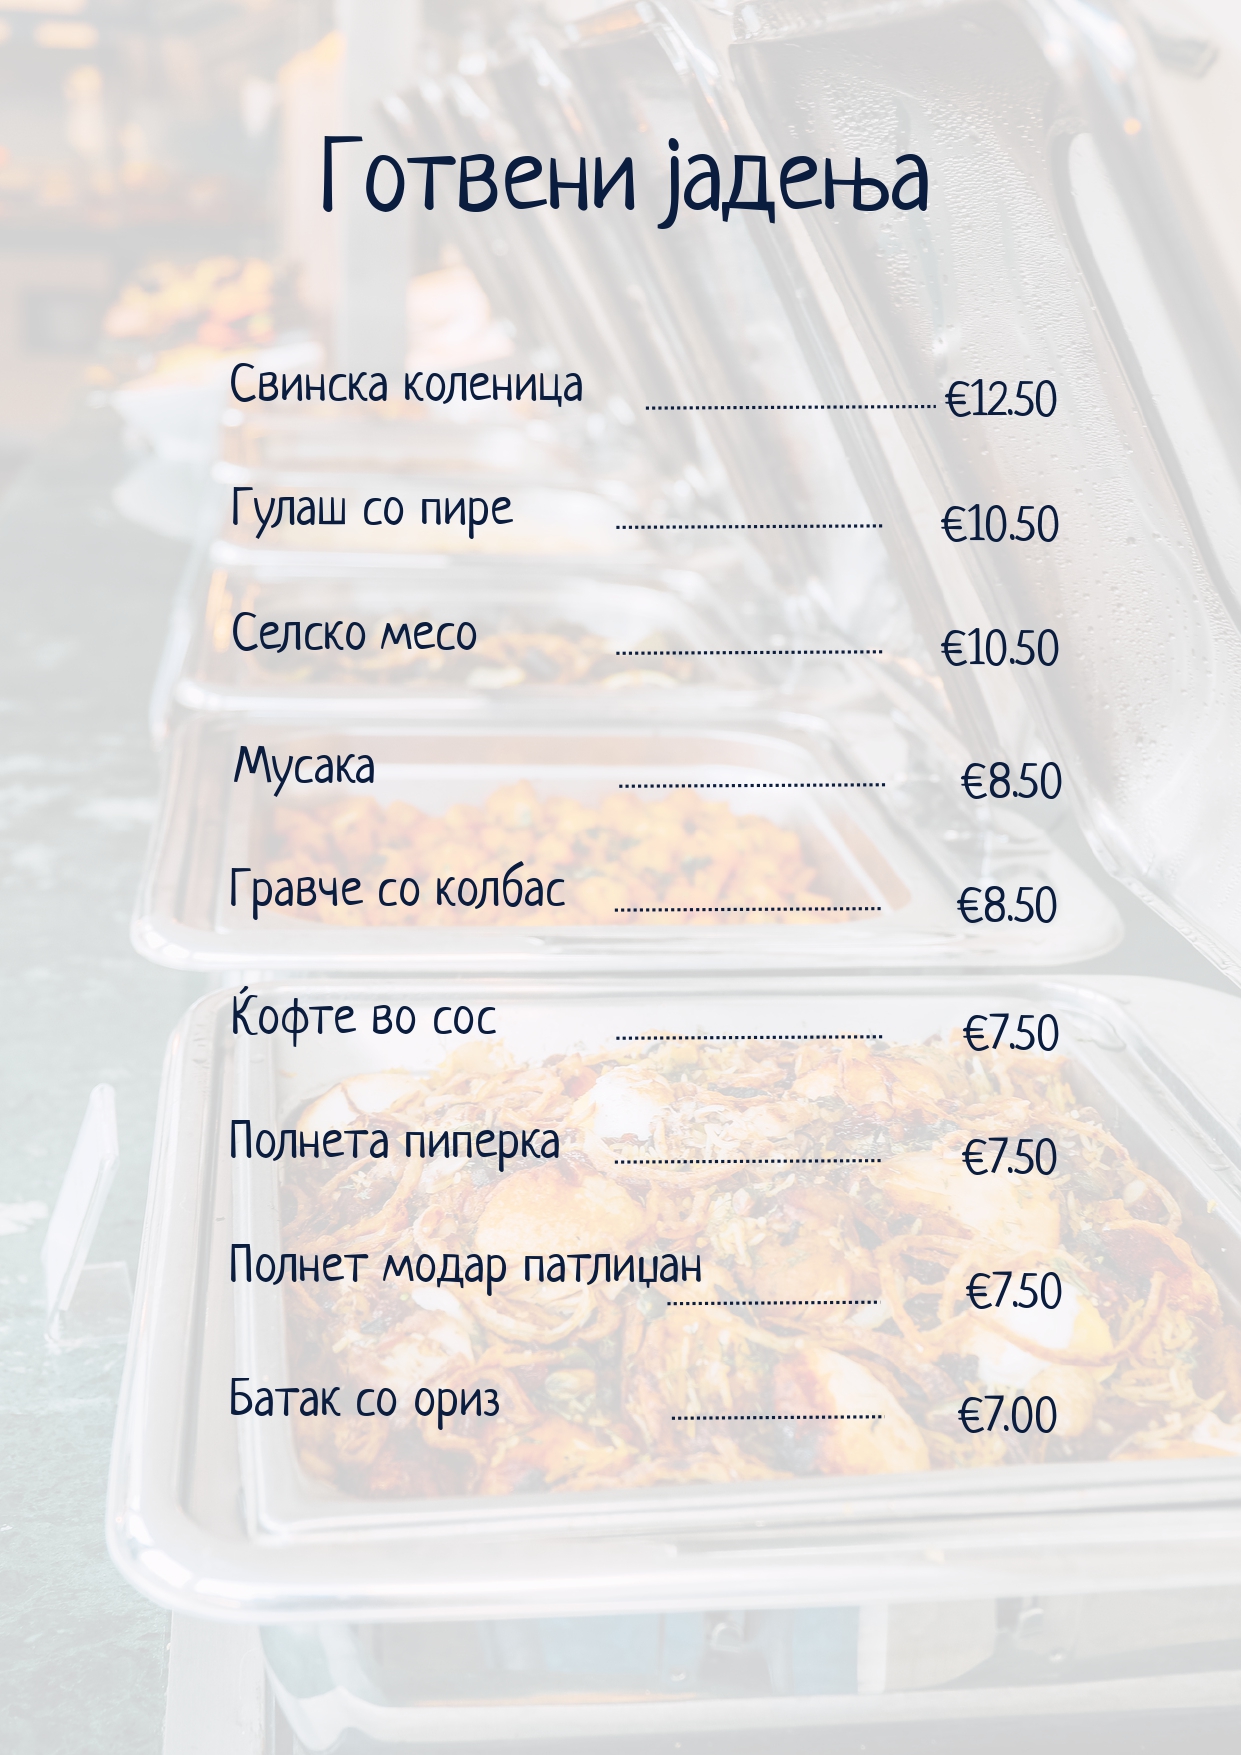 Готвени јадења
Свинска коленица ........ €12.50
Гулаш со пире ........ €10.50
Селско месо ........ €10.50
Мусака ........ €8.50
Гравче со колбас ........ €8.50
Ќофте во сос ........ €7.50
Полнета пиперка ........ €7.50
Полнет модар патлиџан ........ €7.50
Батак со ориз ........ €7.00